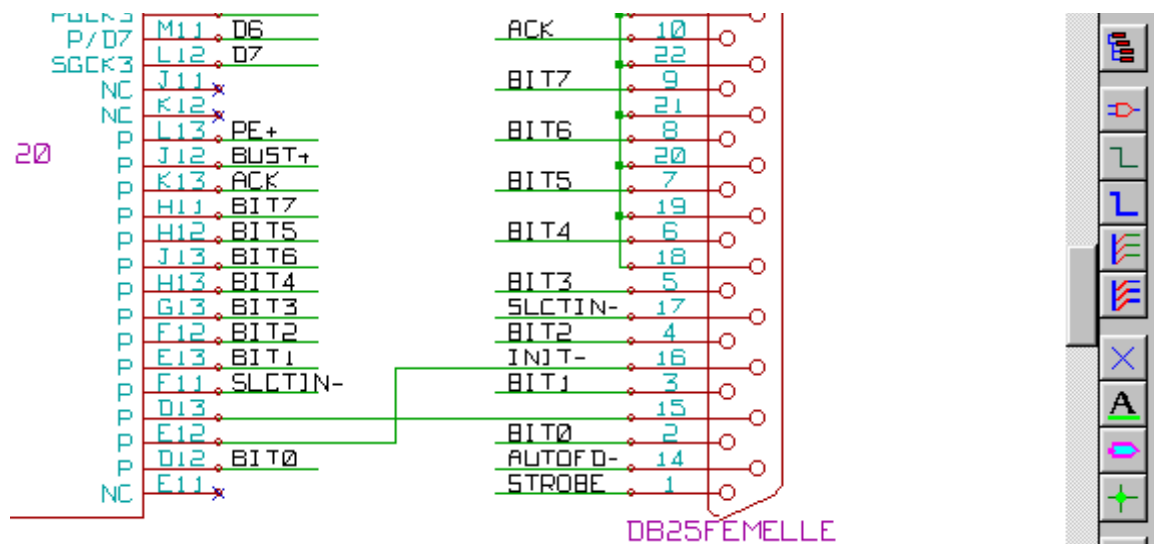 PGCK3
P/D7 M11 D6 ACK 10
SGCK3 L12 D7 22
NC J11 BIT7 9
NC K12 21
P L13 PE+ BIT6 8
20 P J12 BUST+ 20
P K13 ACK BIT5 7
P H11 BIT7 19
P H12 BIT5 BIT4 6
P J13 BIT6 18
P H13 BIT4 BIT3 5
P G13 BIT3 SLCTIN- 17
P F12 BIT2 BIT2 4
P E13 BIT1 INIT- 16
P F11 SLCTIN- BIT1 3
P D13 15
P E12 BIT0 2
P D12 BIT0 AUTOFD- 14
NC E11 STROBE 1
DB25FEMELLE
A